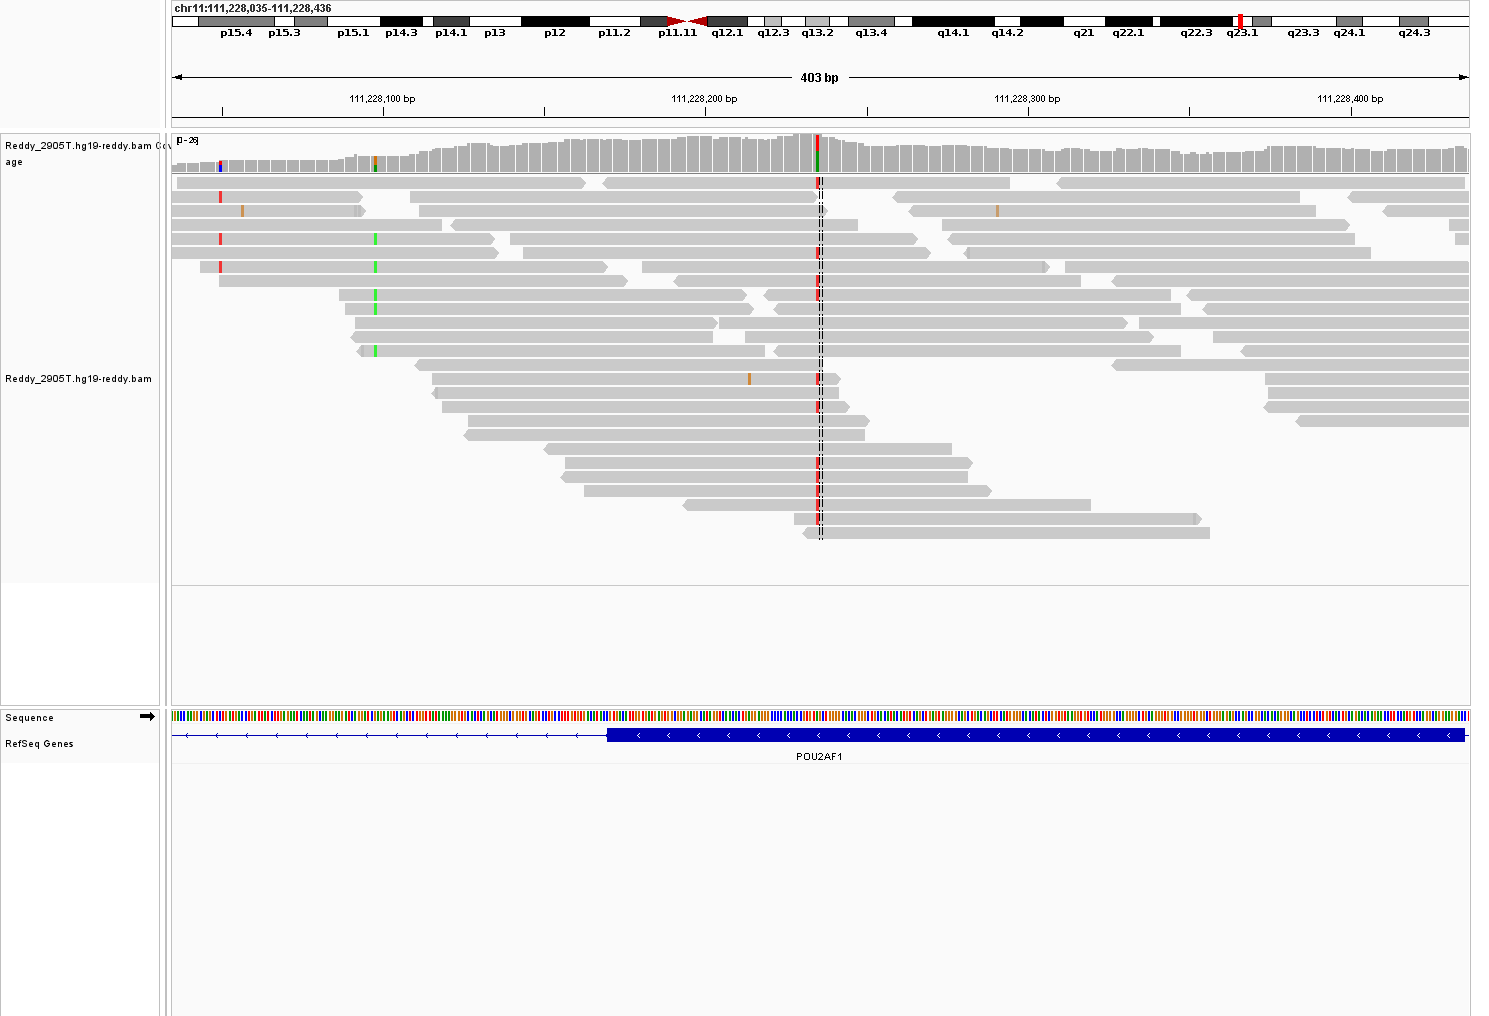 chr11:111,228,035-111,228,436
p15.4 p15.3 p15.1 p14.3 p14.1 p13 p12 p11.2 p11.11 q12.1 q12.3 q13.2 q13.4 q14.1 q14.2 q21 q22.1 q22.3 q23.1 q23.3 q24.1 q24.3
403 bp
111,228,100 bp 111,228,200 bp 111,228,300 bp 111,228,400 bp
[0-26]
Reddy_2905T.hg19-reddy.bam Cov
age
Reddy_2905T.hg19-reddy.bam
Sequence
RefSeq Genes
POU2AF1